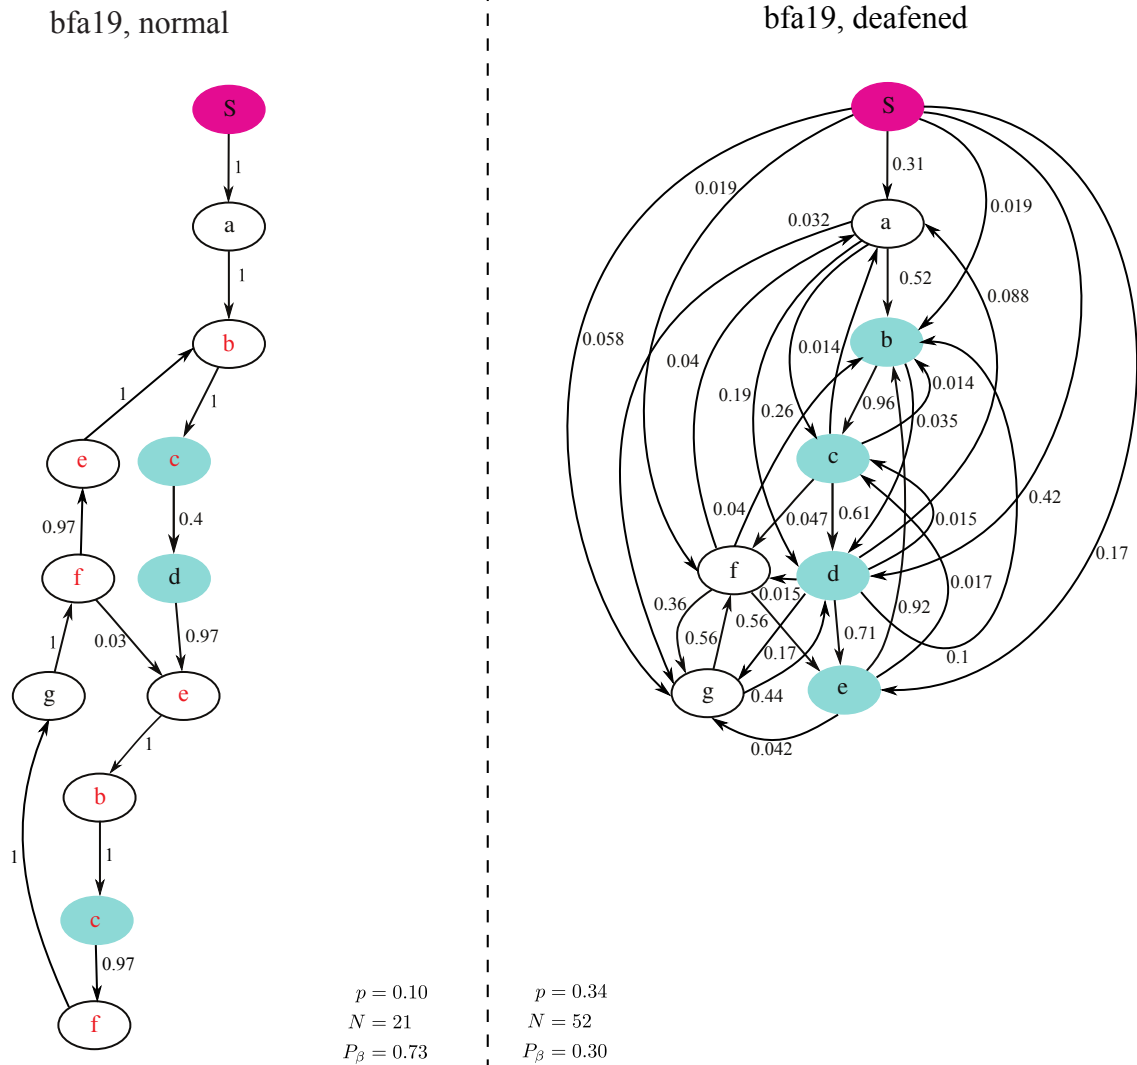 bfa19, normal
S
1
a
1
b
1
1
e
c
0.97
0.4
f
d
1
0.03
0.97
g
e
1
b
1
1
c
0.97
f
p = 0.10
N = 21
Pβ = 0.73
bfa19, deafened
S
0.31
0.019
0.019
0.032
a
0.52
0.088
0.058
0.014
b
0.04
0.014
0.19
0.26
0.96
0.035
c
0.42
0.04
0.047
0.61
0.015
0.17
f
d
0.015
0.017
0.36
0.56
0.92
0.56
0.17
0.71
0.1
g
0.44
e
0.042
p = 0.34
N = 52
Pβ = 0.30